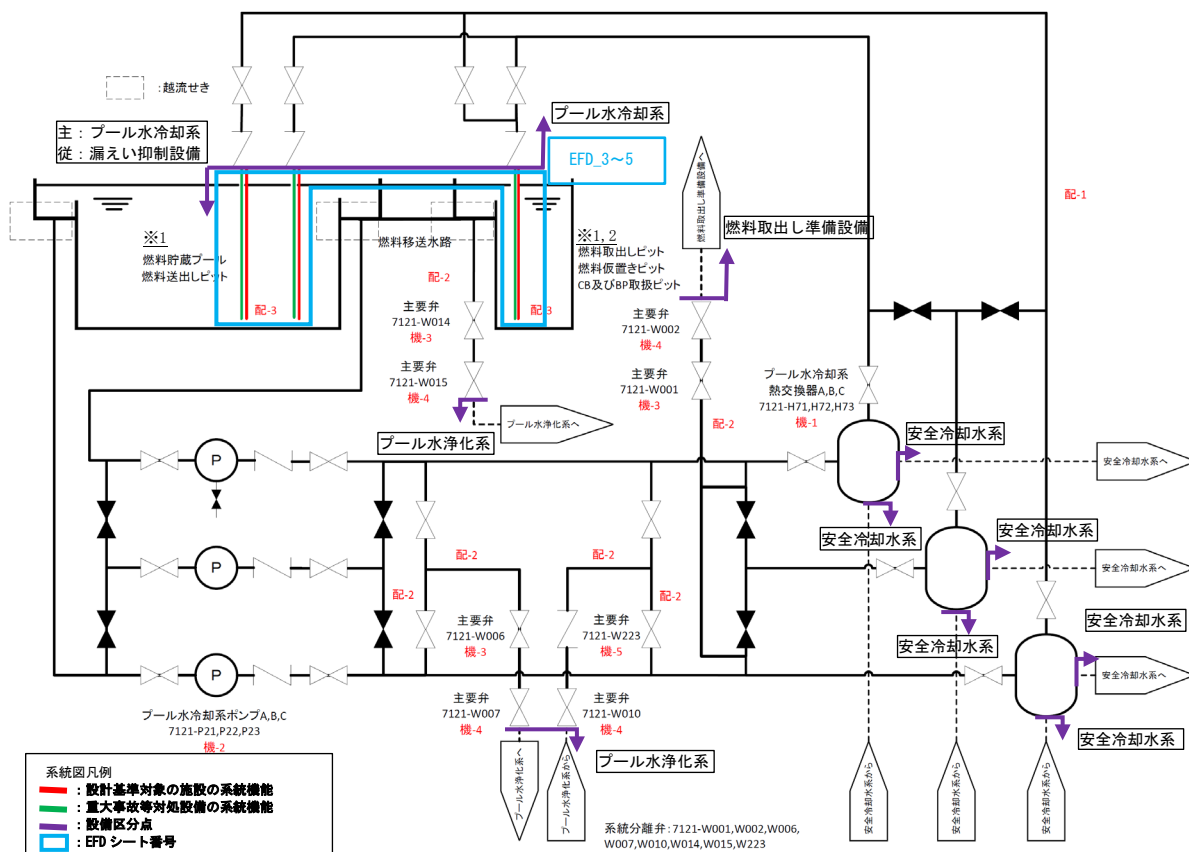 :越流せき
主：プール水冷却系
従：漏えい抑制設備
プール水冷却系
EFD_3～5
※1
燃料貯蔵プール
燃料送出しピット
配-3
燃料移送水路
配-2
※1,2
燃料取出しピット
燃料仮置きピット
CB及びBP取扱ピット
配-3
燃料取出し準備設備へ
燃料取出し準備設備
配-1
主要弁
7121-W014
機-3
主要弁
7121-W015
機-4
プール水浄化系
プール水浄化系へ
主要弁
7121-W002
機-4
主要弁
7121-W001
機-3
配-2
プール水冷却系
熱交換器A,B,C
7121-H71,H72,H73
機-1
安全冷却水系
安全冷却水系へ
安全冷却水系
安全冷却水系
安全冷却水系へ
安全冷却水系
安全冷却水系
安全冷却水系へ
安全冷却水系
P
P
P
配-2
配-2
配-2
配-2
主要弁
7121-W006
機-3
主要弁
7121-W223
機-5
主要弁
7121-W007
機-4
主要弁
7121-W010
機-4
プール水浄化系
プール水浄化系へ
プール水浄化系から
安全冷却水系から
安全冷却水系から
安全冷却水系から
プール水冷却系ポンプA,B,C
7121-P21,P22,P23
機-2
系統図凡例
：設計基準対象の施設の系統機能
：重大事故等対処設備の系統機能
：設備区分点
：EFDシート番号
系統分離弁:7121-W001,W002,W006,
W007,W010,W014,W015,W223